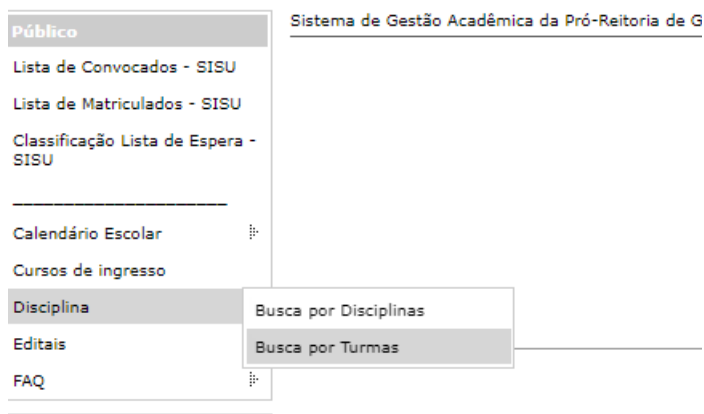 Público
Sistema de Gestão Acadêmica da Pró-Reitoria de G
Lista de Convocados - SISU
Lista de Matriculados - SISU
Classificação Lista de Espera -
SISU
_____________________
Calendário Escolar
Cursos de ingresso
Disciplina
Busca por Disciplinas
Editais
Busca por Turmas
FAQ